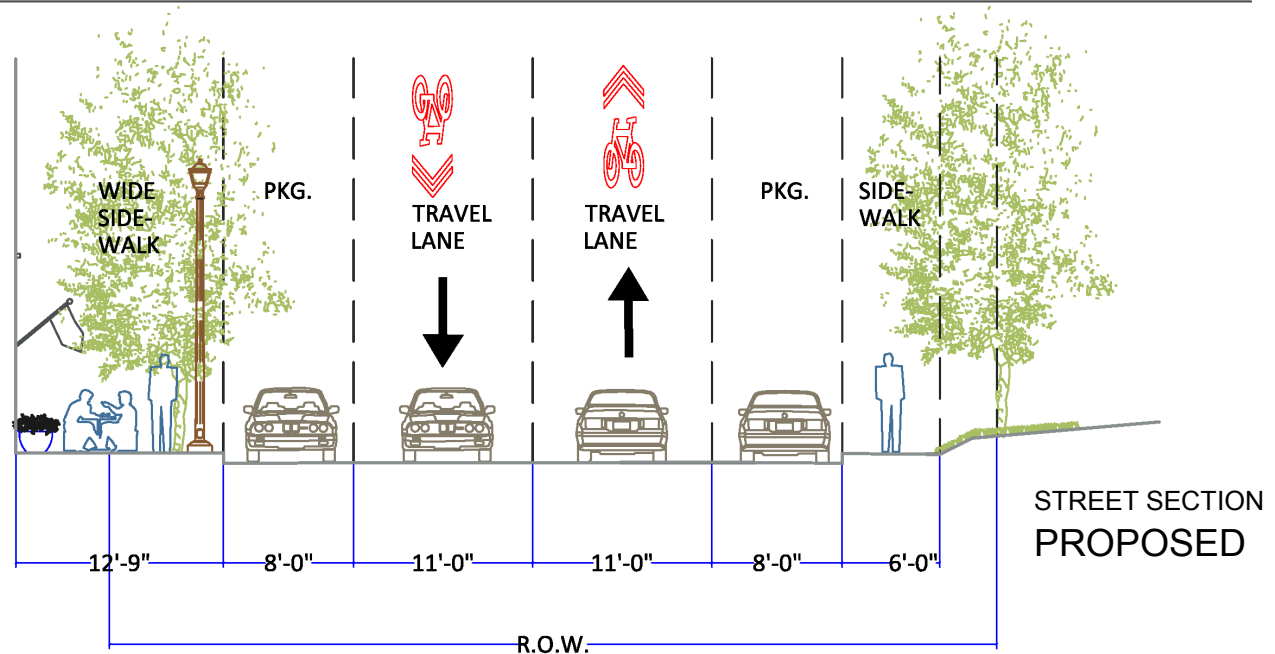 WIDE
SIDE-
WALK
PKG.
TRAVEL
LANE
TRAVEL
LANE
PKG.
SIDE-
WALK
12'-9"
8'-0"
11'-0"
11'-0"
8'-0"
6'-0"
R.O.W.
STREET SECTION
PROPOSED